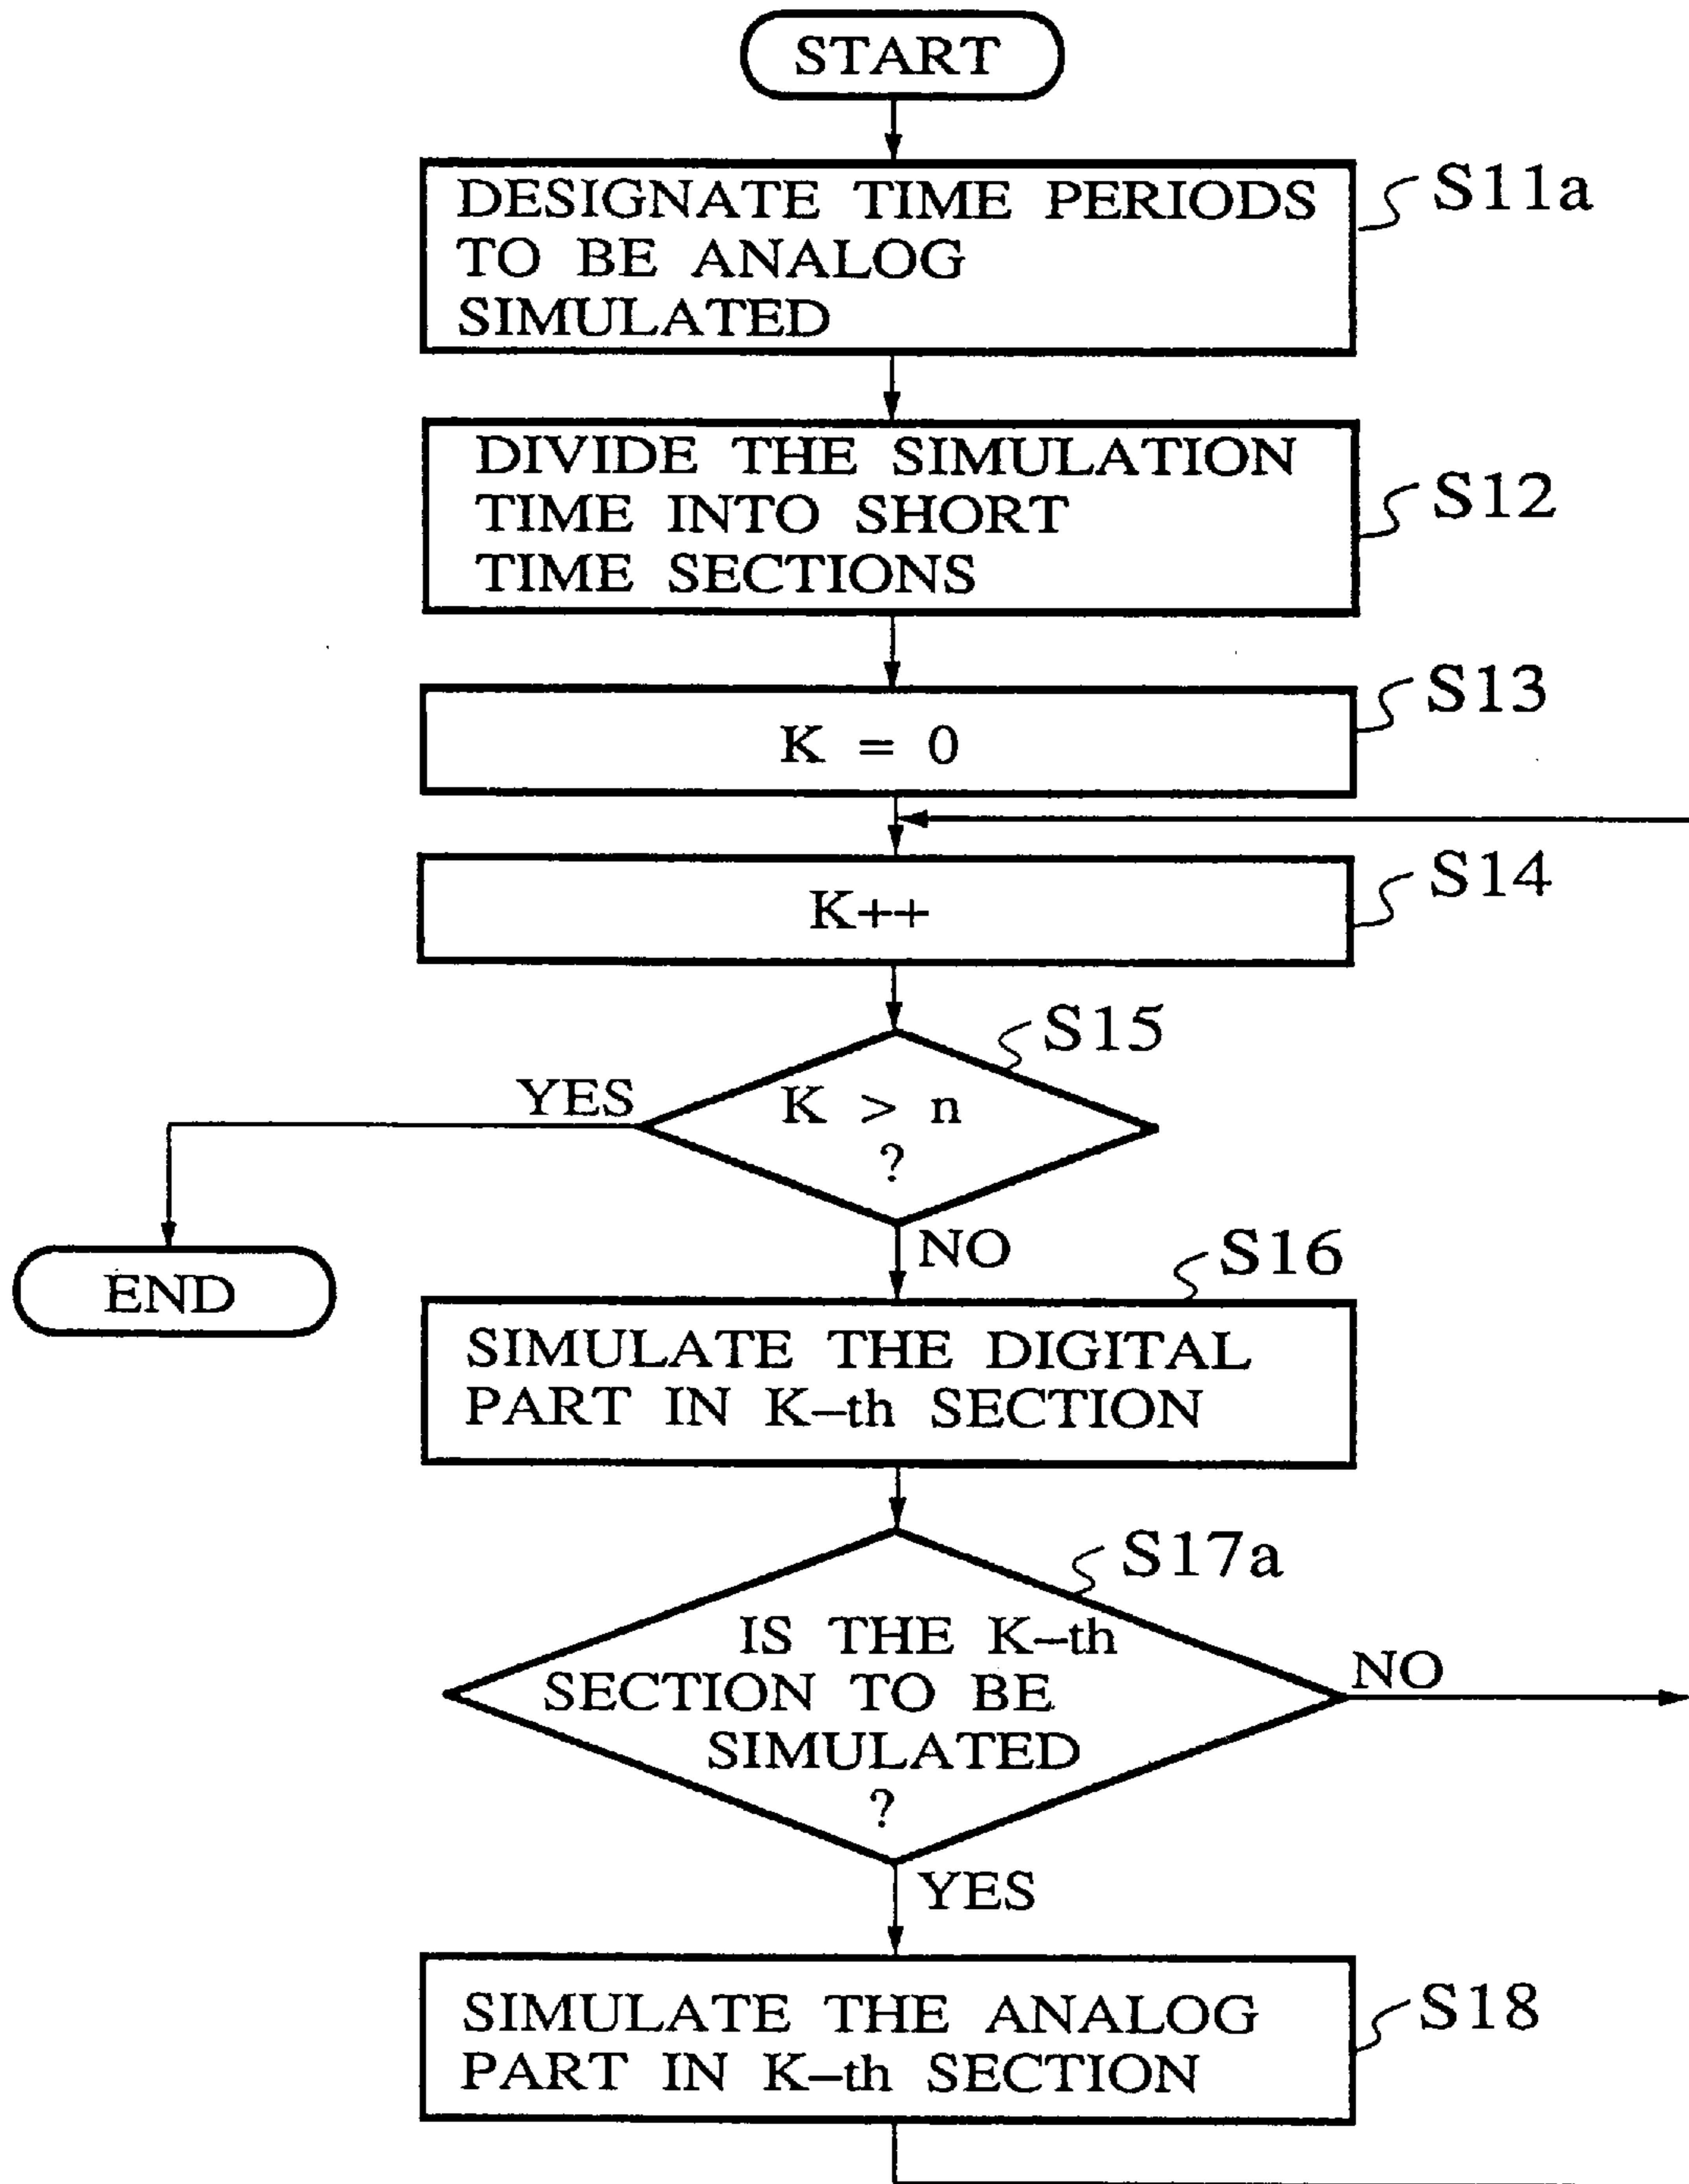 START
DESIGNATE TIME PERIODS
TO BE ANALOG
SIMULATED
S11a
DIVIDE THE SIMULATION
TIME INTO SHORT
TIME SECTIONS
S12
K = 0
S13
K++
S14
K > n
?
S15
YES
END
NO
SIMULATE THE DIGITAL
PART IN K–th SECTION
S16
IS THE K–th
SECTION TO BE
SIMULATED
?
S17a
NO
YES
SIMULATE THE ANALOG
PART IN K–th SECTION
S18